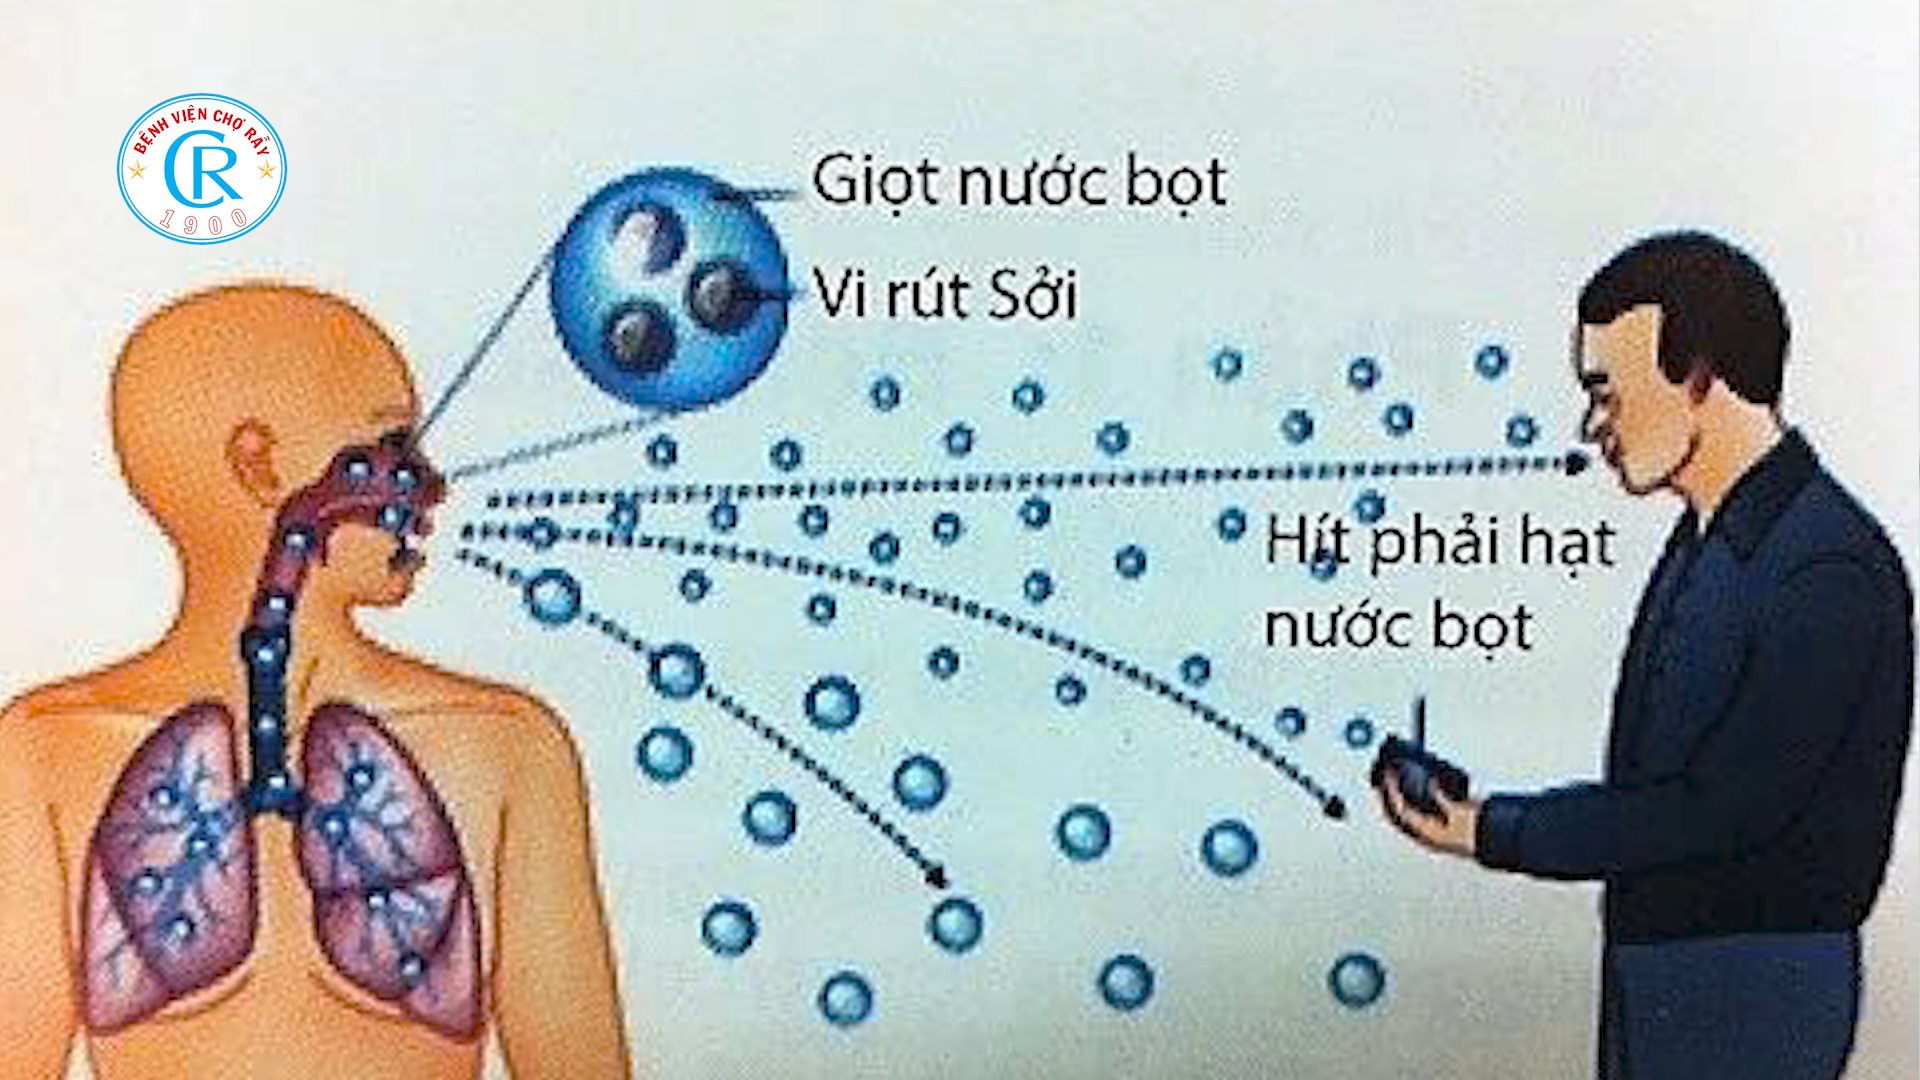 BỆNH VIỆN CHỢ RẪY
CR
1900
Giọt nước bọt
Vi rút Sởi
Hít phải hạt
nước bọt